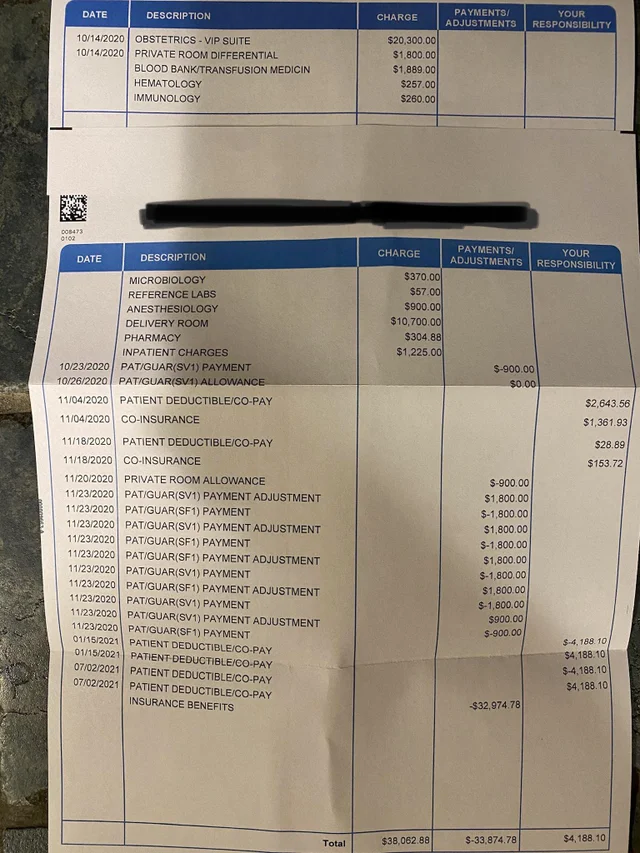 DATE DESCRIPTION CHARGE PAYMENTS/ADJUSTMENTS YOUR RESPONSIBILITY
10/14/2020 OBSTETRICS - VIP SUITE $20,300.00
10/14/2020 PRIVATE ROOM DIFFERENTIAL $1,800.00
BLOOD BANK/TRANSFUSION MEDICIN $1,889.00
HEMATOLOGY $257.00
IMMUNOLOGY $260.00
008473
0102
DATE DESCRIPTION CHARGE PAYMENTS/ADJUSTMENTS YOUR RESPONSIBILITY
MICROBIOLOGY $370.00
REFERENCE LABS $57.00
ANESTHESIOLOGY $900.00
DELIVERY ROOM $10,700.00
PHARMACY $304.88
INPATIENT CHARGES $1,225.00
10/23/2020 PAT/GUAR(SV1) PAYMENT $-900.00
10/26/2020 PAT/GUAR(SV1) ALLOWANCE $0.00
11/04/2020 PATIENT DEDUCTIBLE/CO-PAY $2,643.56
11/04/2020 CO-INSURANCE $1,361.93
11/18/2020 PATIENT DEDUCTIBLE/CO-PAY $28.89
11/18/2020 CO-INSURANCE $153.72
11/20/2020 PRIVATE ROOM ALLOWANCE $-900.00
11/23/2020 PAT/GUAR(SV1) PAYMENT ADJUSTMENT $1,800.00
11/23/2020 PAT/GUAR(SF1) PAYMENT $-1,800.00
11/23/2020 PAT/GUAR(SV1) PAYMENT ADJUSTMENT $1,800.00
11/23/2020 PAT/GUAR(SF1) PAYMENT $-1,800.00
11/23/2020 PAT/GUAR(SF1) PAYMENT ADJUSTMENT $1,800.00
11/23/2020 PAT/GUAR(SV1) PAYMENT $-1,800.00
11/23/2020 PAT/GUAR(SF1) PAYMENT ADJUSTMENT $1,800.00
11/23/2020 PAT/GUAR(SV1) PAYMENT $-1,800.00
11/23/2020 PAT/GUAR(SV1) PAYMENT ADJUSTMENT $900.00
11/23/2020 PAT/GUAR(SF1) PAYMENT $-900.00
01/15/2021 PATIENT DEDUCTIBLE/CO-PAY $-4,188.10
01/15/2021 PATIENT DEDUCTIBLE/CO-PAY $4,188.10
07/02/2021 PATIENT DEDUCTIBLE/CO-PAY $-4,188.10
07/02/2021 PATIENT DEDUCTIBLE/CO-PAY $4,188.10
INSURANCE BENEFITS -$32,974.78
Total $38,062.88 $-33,874.78 $4,188.10